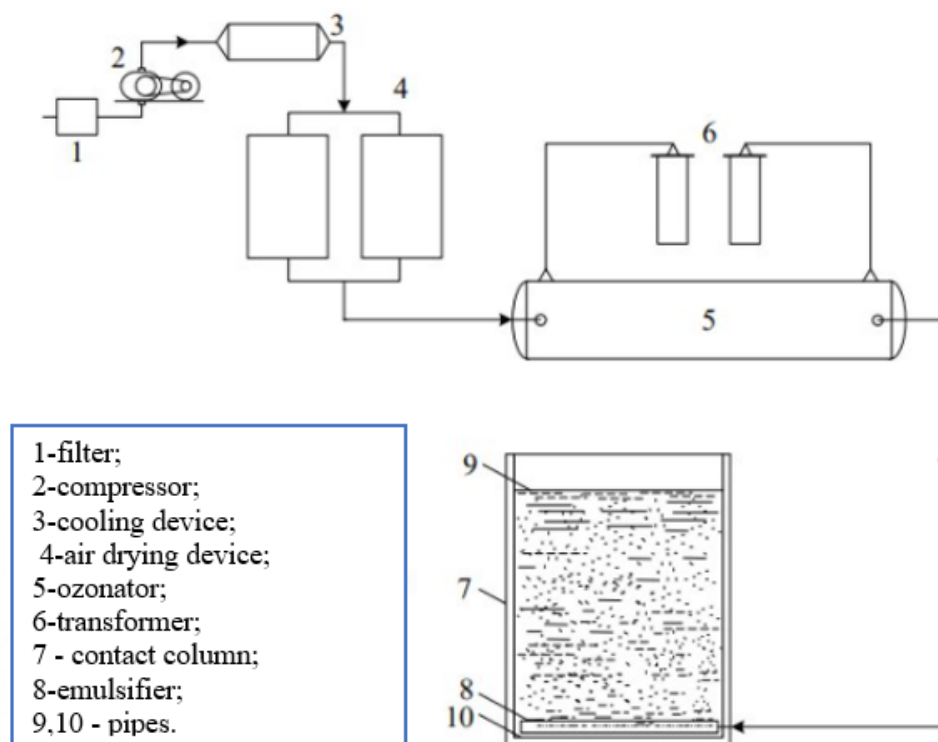 2
3
4
1
6
5
1-filter;
2-compressor;
3-cooling device;
4-air drying device;
5-ozonator;
6-transformer;
7 - contact column;
8-emulsifier;
9,10 - pipes.
9
7
8
10